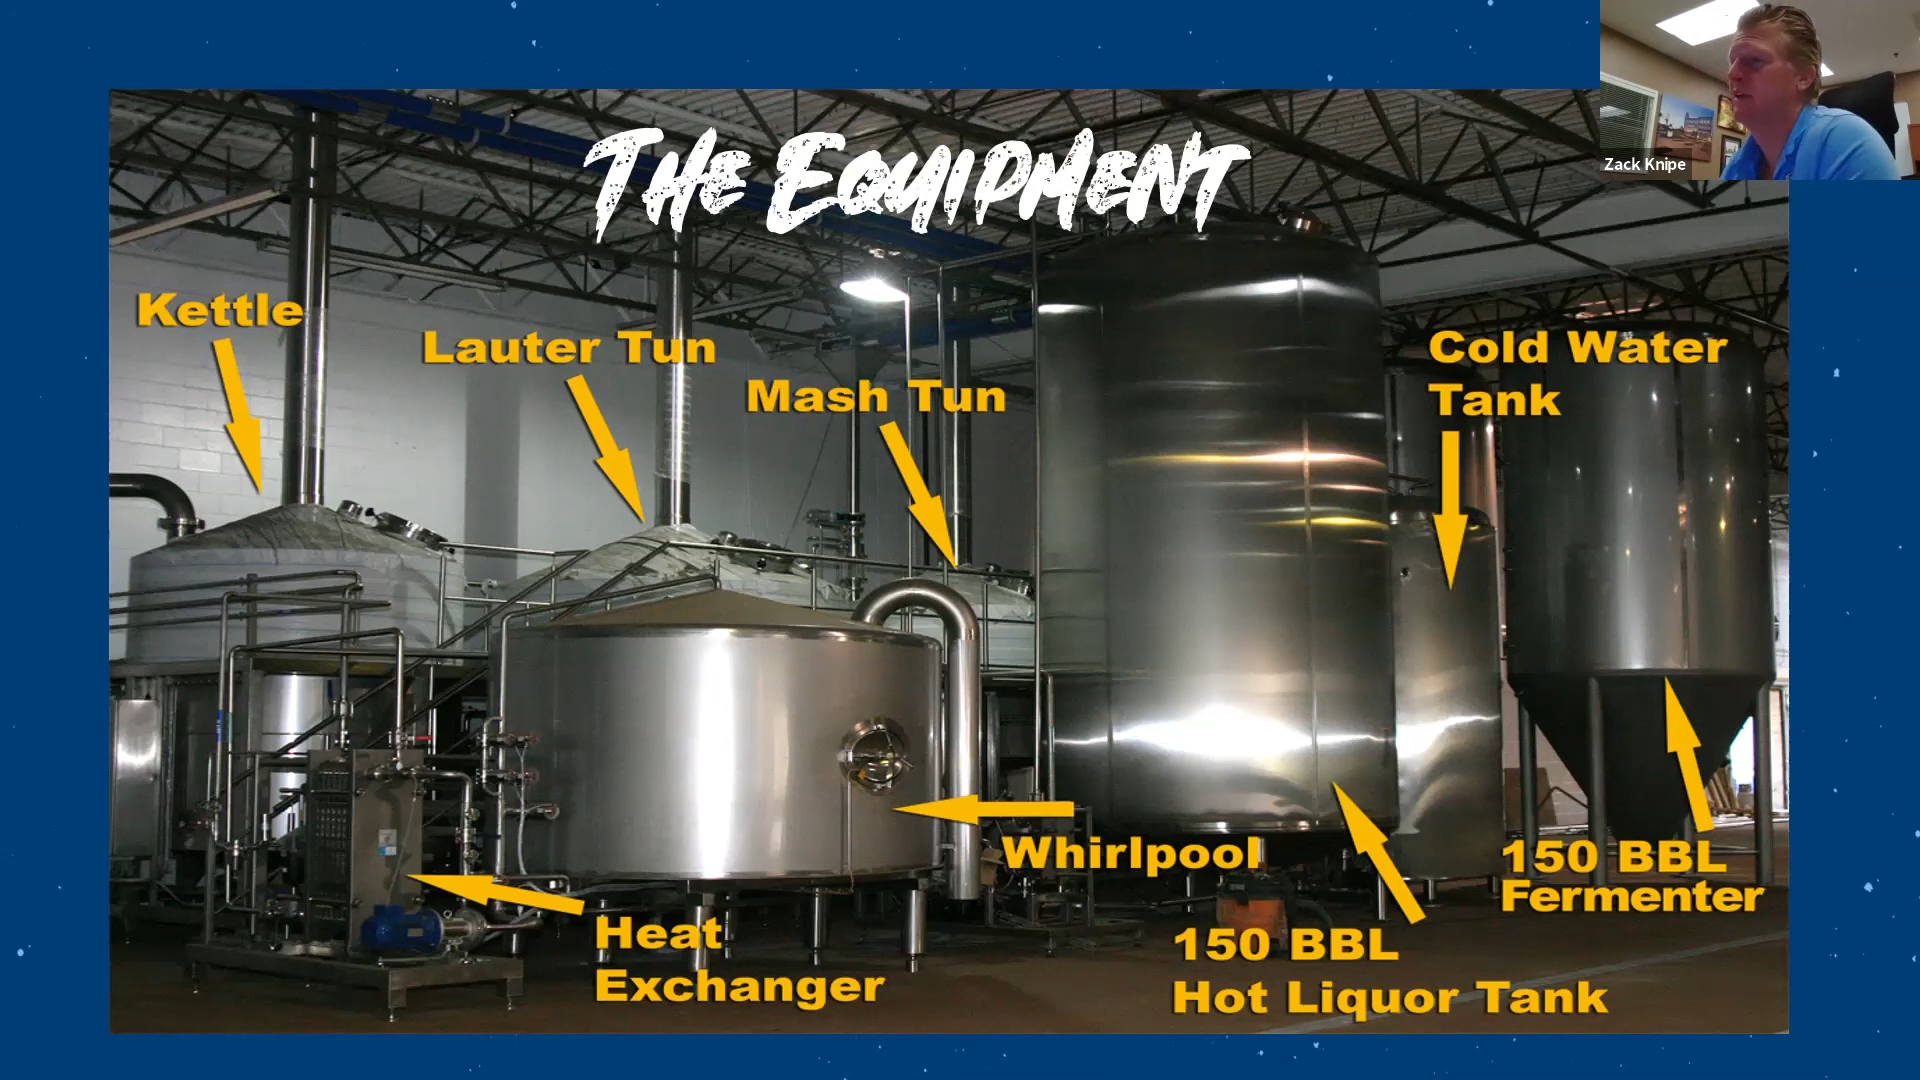 Zack Knipe
The Equipment
Kettle
Lauter Tun
Mash Tun
Cold Water
Tank
Whirlpool
150 BBL
Fermenter
Heat
Exchanger
150 BBL
Hot Liquor Tank